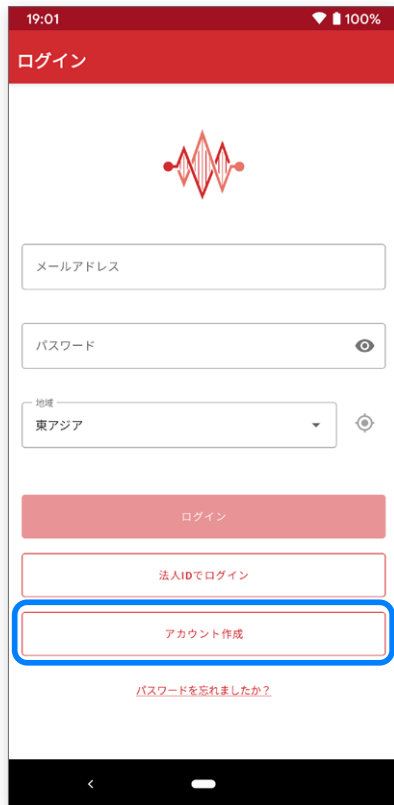 19:01 100%
ログイン
メールアドレス
パスワード
地域
東アジア
ログイン
法人IDでログイン
アカウント作成
パスワードを忘れましたか？